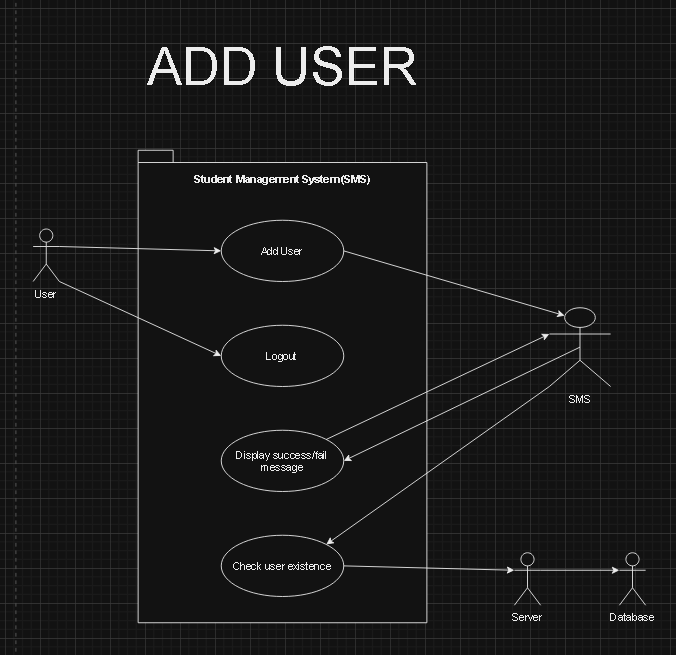 ADD USER
Student Management System(SMS)
Add User
User
Logout
SMS
Display success/fail
message
Check user existence
Server
Database